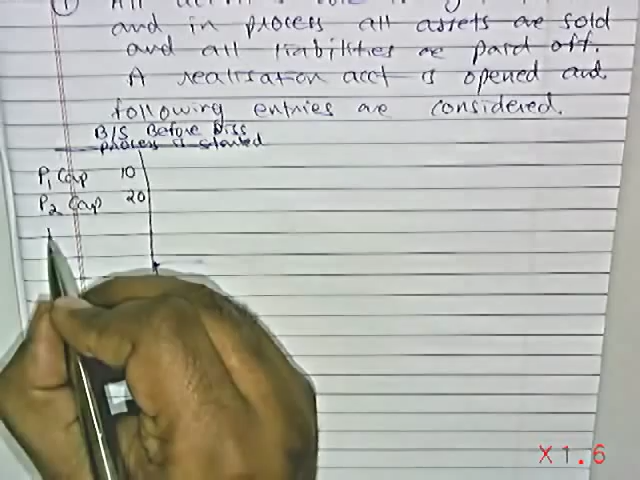 ①
and in process all assets are sold
and all liabilities are paid off.
A realisation acct is opened and
following entries are considered.
B/S Before Diss
process is started
P1 Cap 10
P2 Cap 20
X1.6